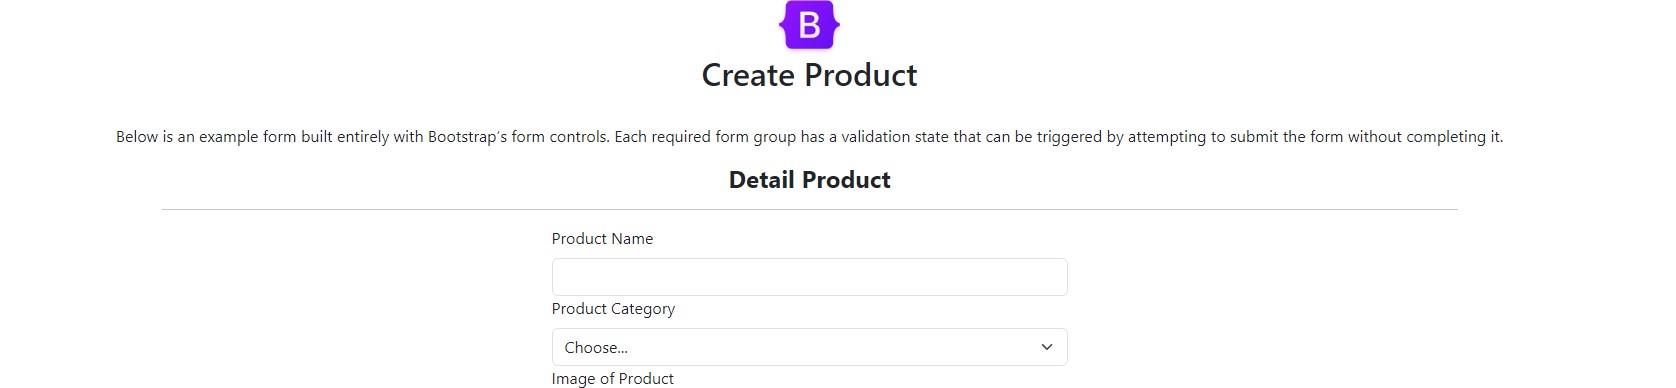 B
Create Product
Below is an example form built entirely with Bootstrap's form controls. Each required form group has a validation state that can be triggered by attempting to submit the form without completing it.
Detail Product
Product Name
Product Category
Choose...
Image of Product